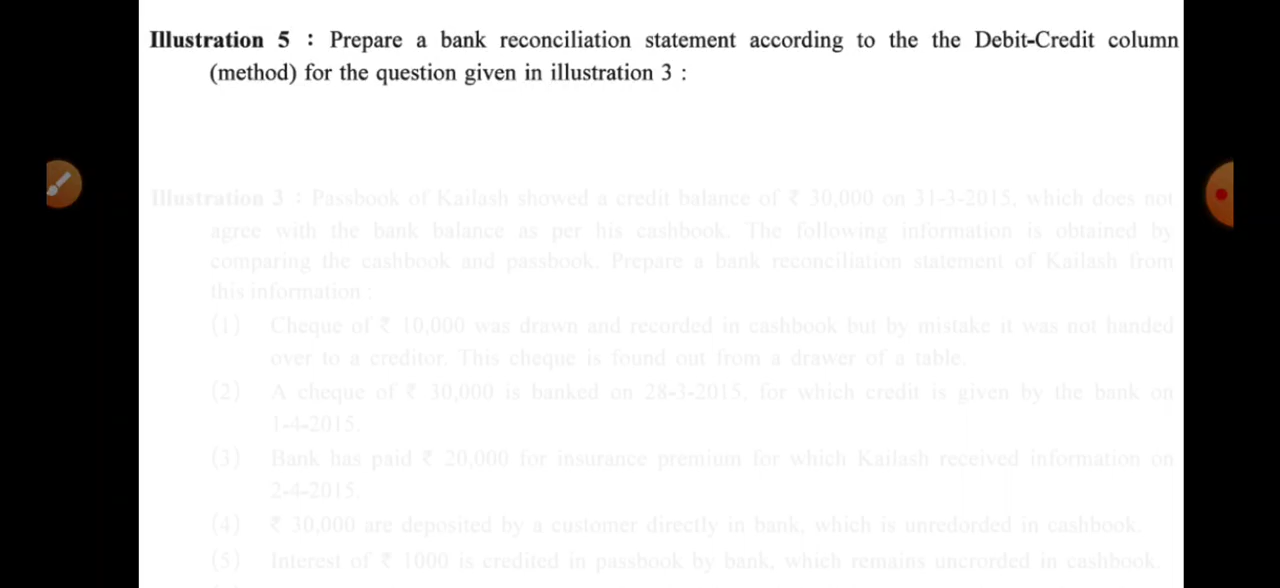 Illustration 5 : Prepare a bank reconciliation statement according to the the Debit-Credit column
(method) for the question given in illustration 3 :
Illustration 3 : Passbook of Kailash showed a credit balance of ₹ 30,000 on 31-3-2015, which does not
agree with the bank balance as per his cashbook. The following information is obtained by
comparing the cashbook and passbook. Prepare a bank reconciliation statement of Kailash from
this information :
(1) Cheque of ₹ 10,000 was drawn and recorded in cashbook but by mistake it was not handed
over to a creditor. This cheque is found out from a drawer of a table.
(2) A cheque of ₹ 30,000 is banked on 28-3-2015, for which credit is given by the bank on
1-4-2015.
(3) Bank has paid ₹ 20,000 for insurance premium for which Kailash received information on
2-4-2015.
(4) ₹ 30,000 are deposited by a customer directly in bank, which is unredorded in cashbook.
(5) Interest of ₹ 1000 is credited in passbook by bank, which remains uncrorded in cashbook.